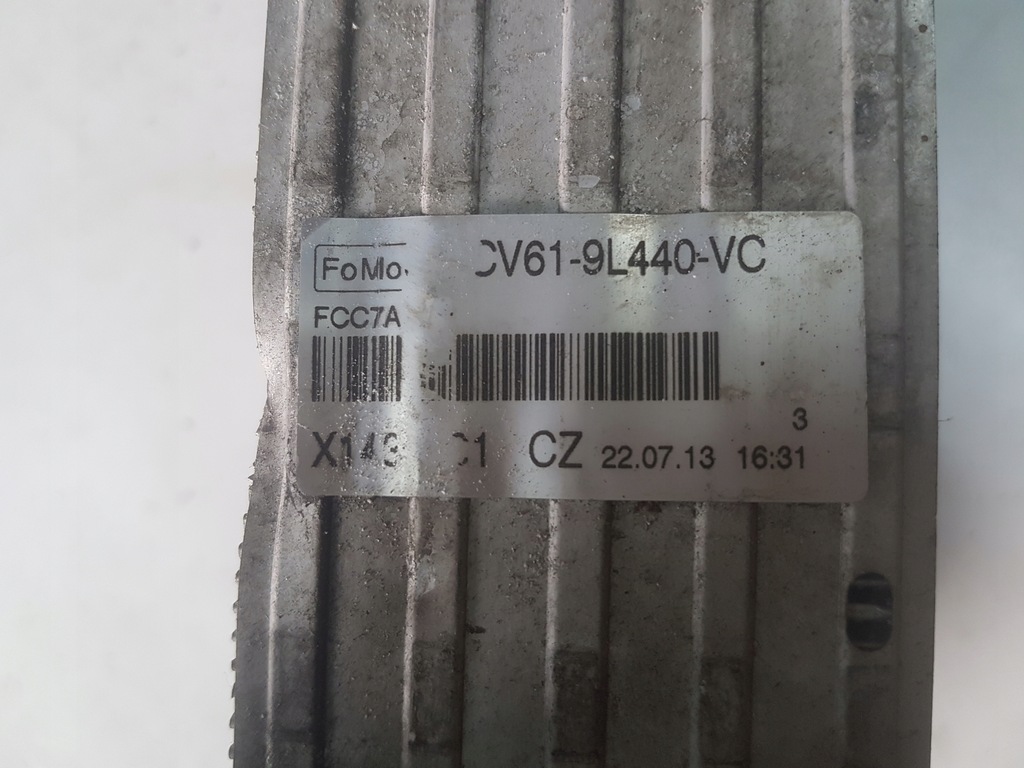 FoMo CV61-9L440-VC
FCC7A
3
CZ 22.07.13 16:31